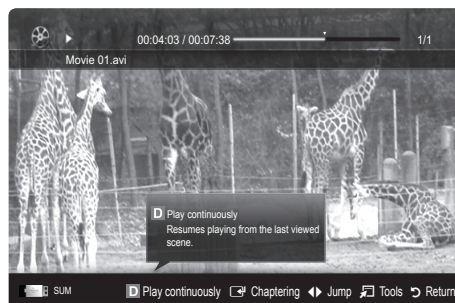 00:04:03 / 00:07:38 1/1
Movie 01.avi
D Play continuously
Resumes playing from the last viewed
scene.
SUM D Play continuously Chaptering Jump Tools Return